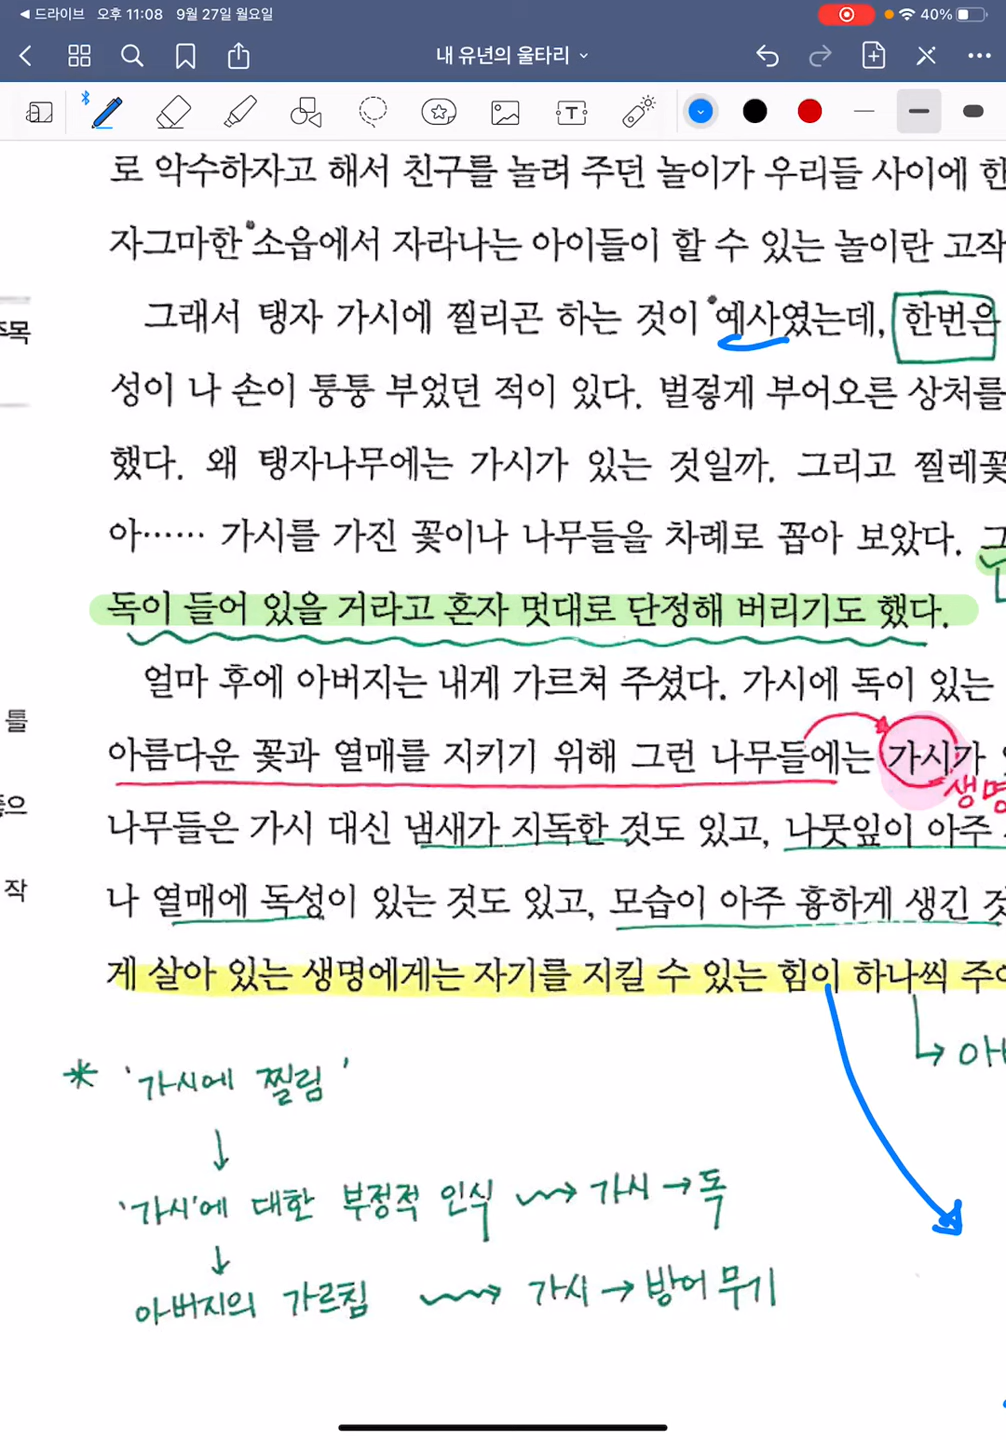 ◀ 드라이브 오후 11:08 9월 27일 월요일 40%
내 유년의 울타리
로 악수하자고 해서 친구를 놀려 주던 놀이가 우리들 사이에 한
자그마한 소읍에서 자라나는 아이들이 할 수 있는 놀이란 고작
그래서 탱자 가시에 찔리곤 하는 것이 예사였는데, 한번은
주목
성이 나 손이 퉁퉁 부었던 적이 있다. 벌겋게 부어오른 상처를
했다. 왜 탱자나무에는 가시가 있는 것일까. 그리고 찔레꽃
아…… 가시를 가진 꽃이나 나무들을 차례로 꼽아 보았다. 그
독이 들어 있을 거라고 혼자 멋대로 단정해 버리기도 했다.
얼마 후에 아버지는 내게 가르쳐 주셨다. 가시에 독이 있는
틀
아름다운 꽃과 열매를 지키기 위해 그런 나무들에는 가시가
생명
나무들은 가시 대신 냄새가 지독한 것도 있고, 나뭇잎이 아주
으
나 열매에 독성이 있는 것도 있고, 모습이 아주 흉하게 생긴 것
작
게 살아 있는 생명에게는 자기를 지킬 수 있는 힘이 하나씩 주어
* '가시에 찔림'
↳ 아버
↓
'가시'에 대한 부정적 인식 ⇝ 가시 → 독
↓
아버지의 가르침 ⇝ 가시 → 방어 무기